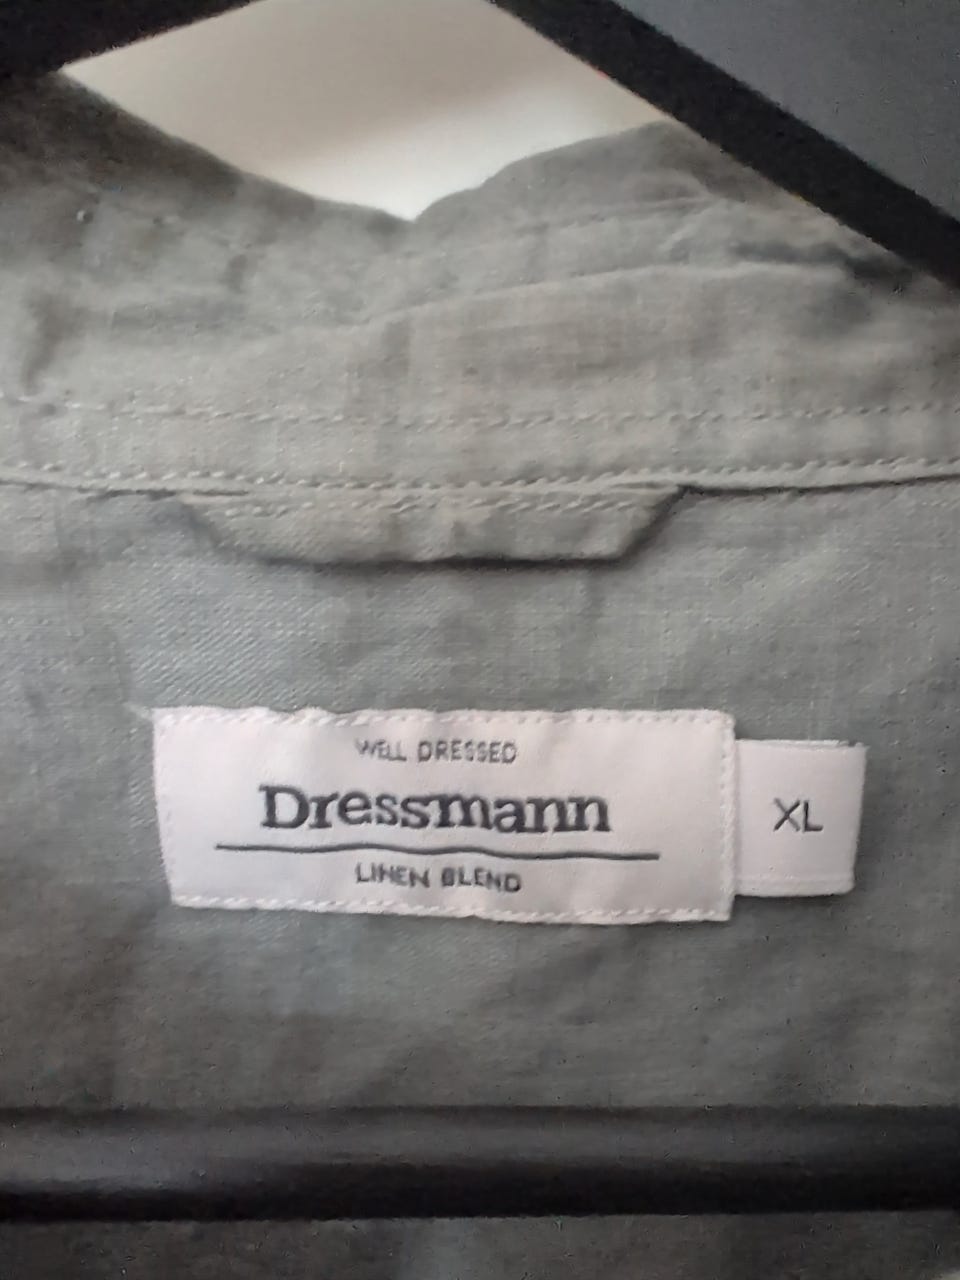 WELL DRESSED
Dressmann
LINEN BLEND
XL